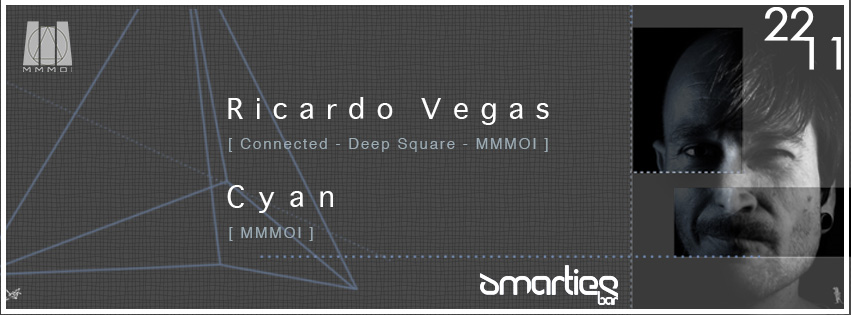 MMMOI
22
11
Ricardo Vegas
[ Connected - Deep Square - MMMOI ]
Cyan
[ MMMOI ]
smarties
bar